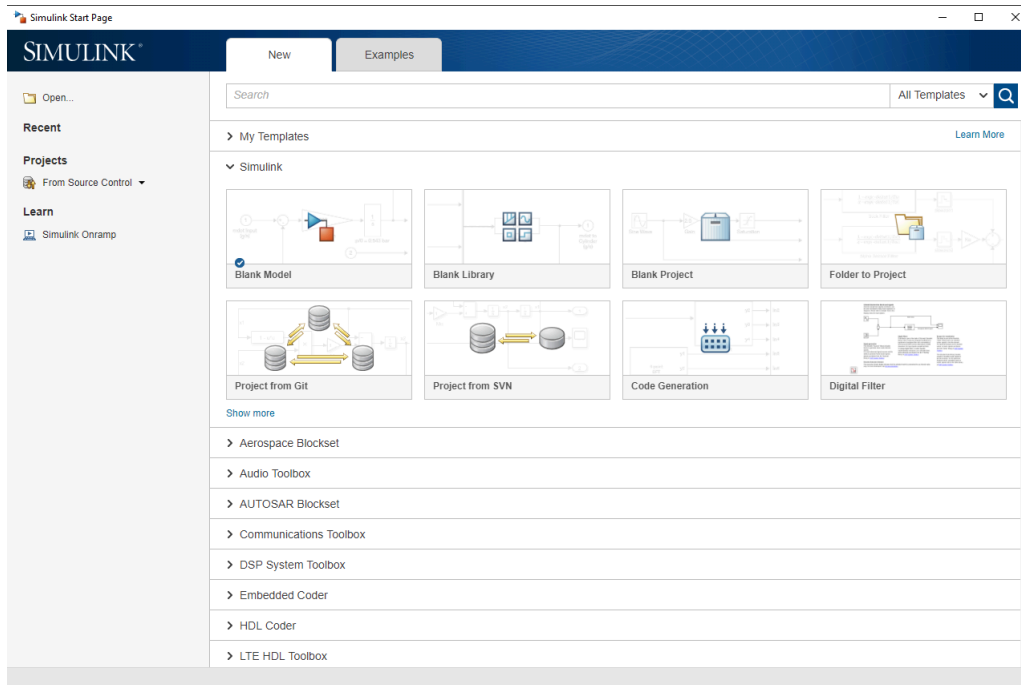 Simulink Start Page
SIMULINK®
New
Examples
Open...
Recent
Projects
From Source Control
Learn
Simulink Onramp
Search
All Templates
My Templates
Learn More
Simulink
Blank Model
Blank Library
Blank Project
Folder to Project
Project from Git
Project from SVN
Code Generation
Digital Filter
Show more
Aerospace Blockset
Audio Toolbox
AUTOSAR Blockset
Communications Toolbox
DSP System Toolbox
Embedded Coder
HDL Coder
LTE HDL Toolbox